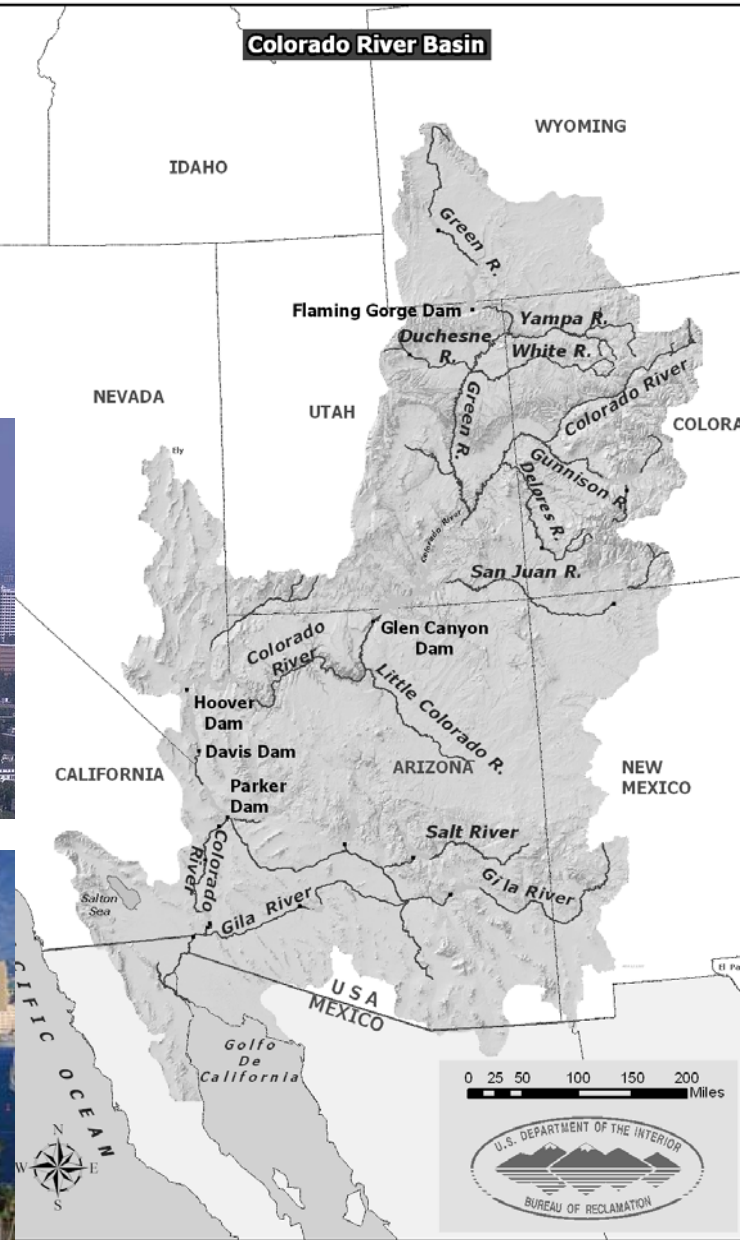 Colorado River Basin
WYOMING
IDAHO
Green R.
Flaming Gorge Dam
Yampa R.
Duchesne
R.
White R.
NEVADA
UTAH
Green R.
Colorado River
COLORA
Ely
Gunnison R.
Delores R.
Colorado River
San Juan R.
Glen Canyon
Dam
Colorado
River
Little Colorado R.
Hoover
Dam
Davis Dam
CALIFORNIA
ARIZONA
NEW
MEXICO
Parker
Dam
Salt River
Colorado
River
Gila River
Salton
Sea
Gila River
El Pa
USA
MEXICO
CIFIC OCEAN
Golfo
De
California
0 25 50 100 150 200
Miles
N
W E
S
U.S. DEPARTMENT OF THE INTERIOR
BUREAU OF RECLAMATION